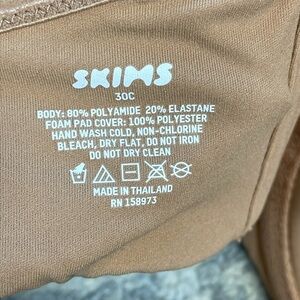 SKIMS
30C
BODY: 80% POLYAMIDE 20% ELASTANE
FOAM PAD COVER: 100% POLYESTER
HAND WASH COLD, NON-CHLORINE
BLEACH, DRY FLAT, DO NOT IRON
DO NOT DRY CLEAN
MADE IN THAILAND
RN 158973